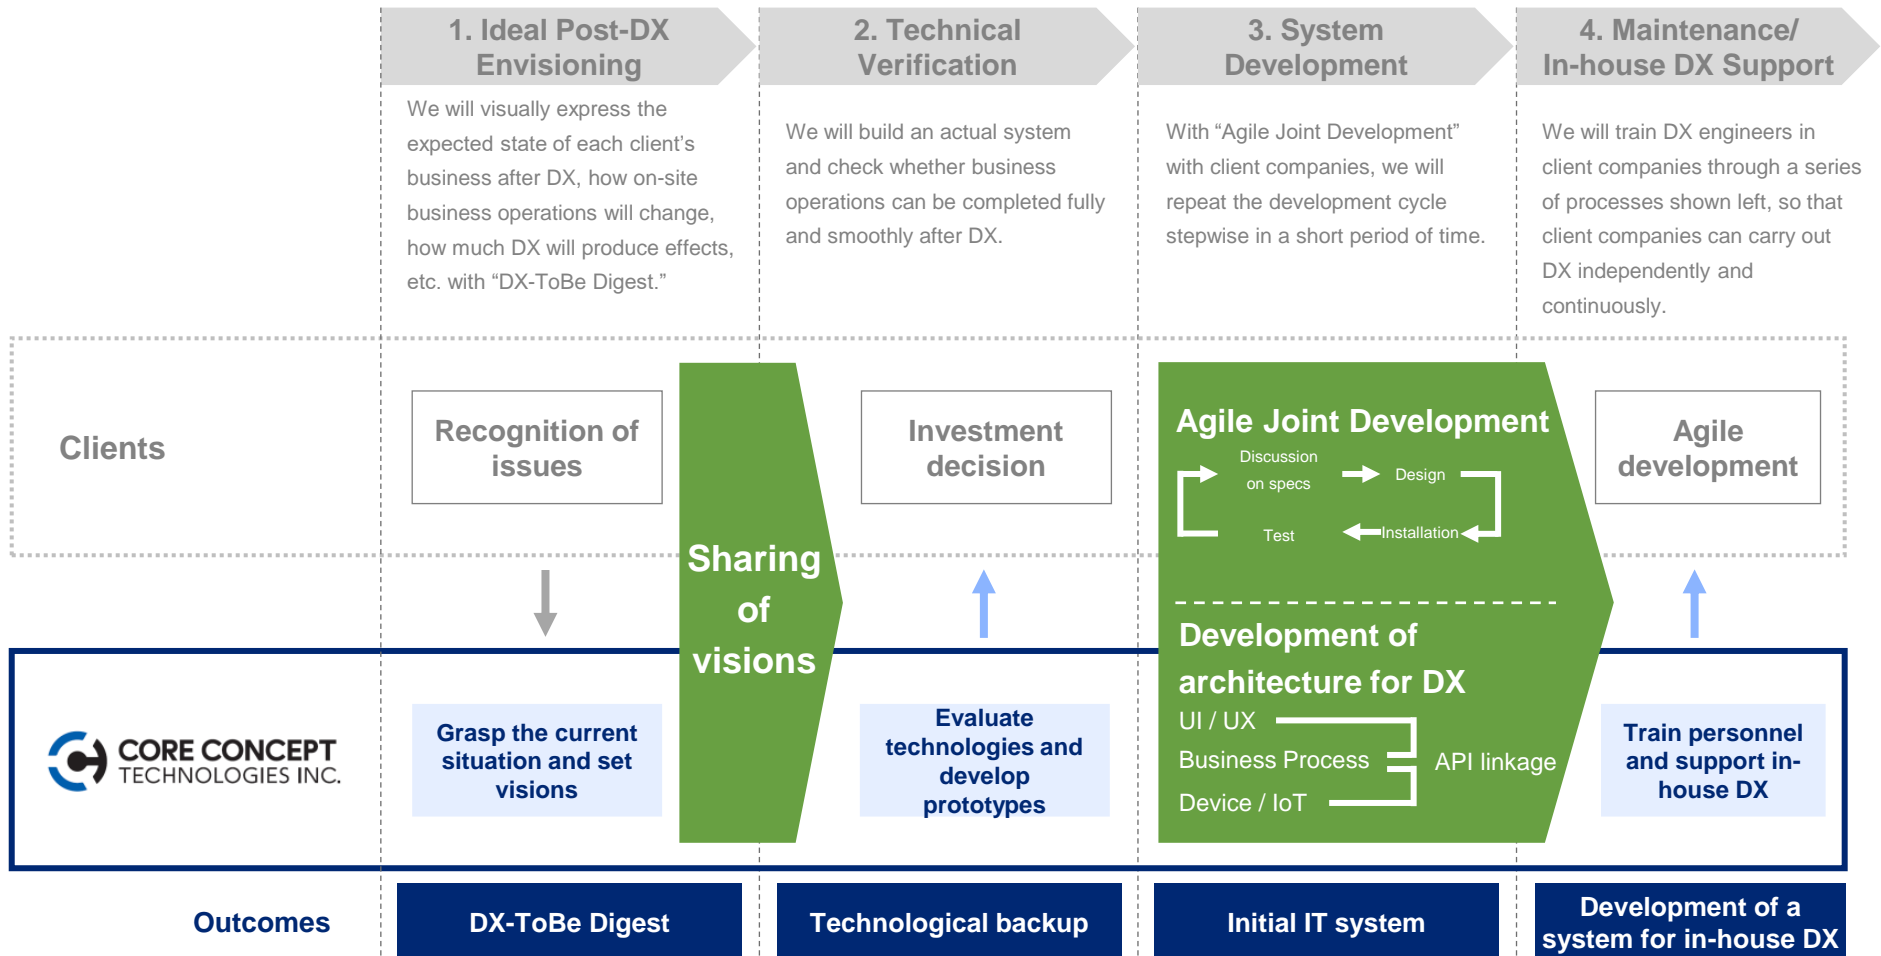 1. Ideal Post-DX
Envisioning
2. Technical
Verification
3. System
Development
4. Maintenance/
In-house DX Support
We will visually express the
expected state of each client’s
business after DX, how on-site
business operations will change,
how much DX will produce effects,
etc. with “DX-ToBe Digest.”
We will build an actual system
and check whether business
operations can be completed fully
and smoothly after DX.
With “Agile Joint Development”
with client companies, we will
repeat the development cycle
stepwise in a short period of time.
We will train DX engineers in
client companies through a series
of processes shown left, so that
client companies can carry out
DX independently and
continuously.
Clients
Recognition of
issues
Sharing
of
visions
Investment
decision
Agile Joint Development
Discussion
on specs
Design
Test
Installation
Agile
development
Development of
architecture for DX
UI / UX
Business Process
Device / IoT
API linkage
CORE CONCEPT
TECHNOLOGIES INC.
Grasp the current
situation and set
visions
Evaluate
technologies and
develop
prototypes
Train personnel
and support in-
house DX
Outcomes
DX-ToBe Digest
Technological backup
Initial IT system
Development of a
system for in-house DX